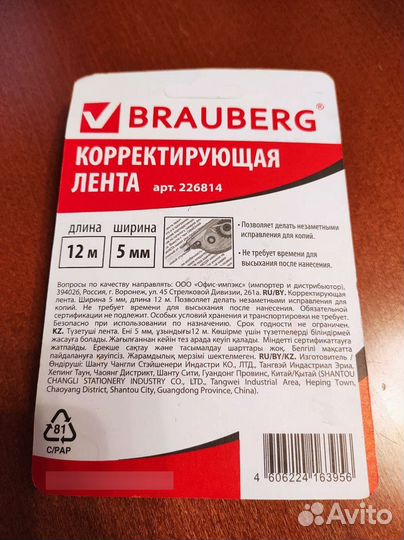 BRAUBERG®
КОРРЕКТИРУЮЩАЯ
ЛЕНТА арт. 226814
длина ширина
12 м 5 мм
• Позволяет делать незаметными исправления для копий.
• Не требует времени для высыхания после нанесения.
Вопросы по качеству направлять: ООО «Офис-импэкс» (импортер и дистрибьютор),
394026, Россия, г. Воронеж, ул. 45 Стрелковой Дивизии, 261а. RU/BY. Корректирующая
лента. Ширина 5 мм, длина 12 м. Позволяет делать незаметными исправления для
копий. Не требует времени для высыхания после нанесения. Обязательной
сертификации не подлежит. Особых условий хранения и транспортировки не требует.
Безопасно при использовании по назначению. Срок годности не ограничен.
KZ. Түзетуші лента. Ені 5 мм, ұзындығы 12 м. Көшірме үшін түзетпелерді біліндірмей
жасауға болады. Жағылғаннан кейін тез арада кеуіп қалады. Міндетті сертификаттауға
жатпайды. Ерекше сақтау және тасымалдау шарттары жоқ. Белгілі мақсатта
пайдалануға қауіпсіз. Жарамдылық мерзімі шектелмеген. RU/BY/KZ. Изготовитель /
Өндіруші: Шанту Чангли Стэйшенери Индастри КО., ЛТД., Тангвэй Индастриал Эриа,
Кепинг Таун, Чаоянг Дистрикт, Шанту Сити, Гуандонг Провинс, Китай/Қытай (SHANTOU
CHANGLI STATIONERY INDUSTRY CO., LTD., Tangwei Industrial Area, Heping Town,
Chaoyang District, Shantou City, Guangdong Province, China).
81
C/PAP
4 606224 163956
Avito